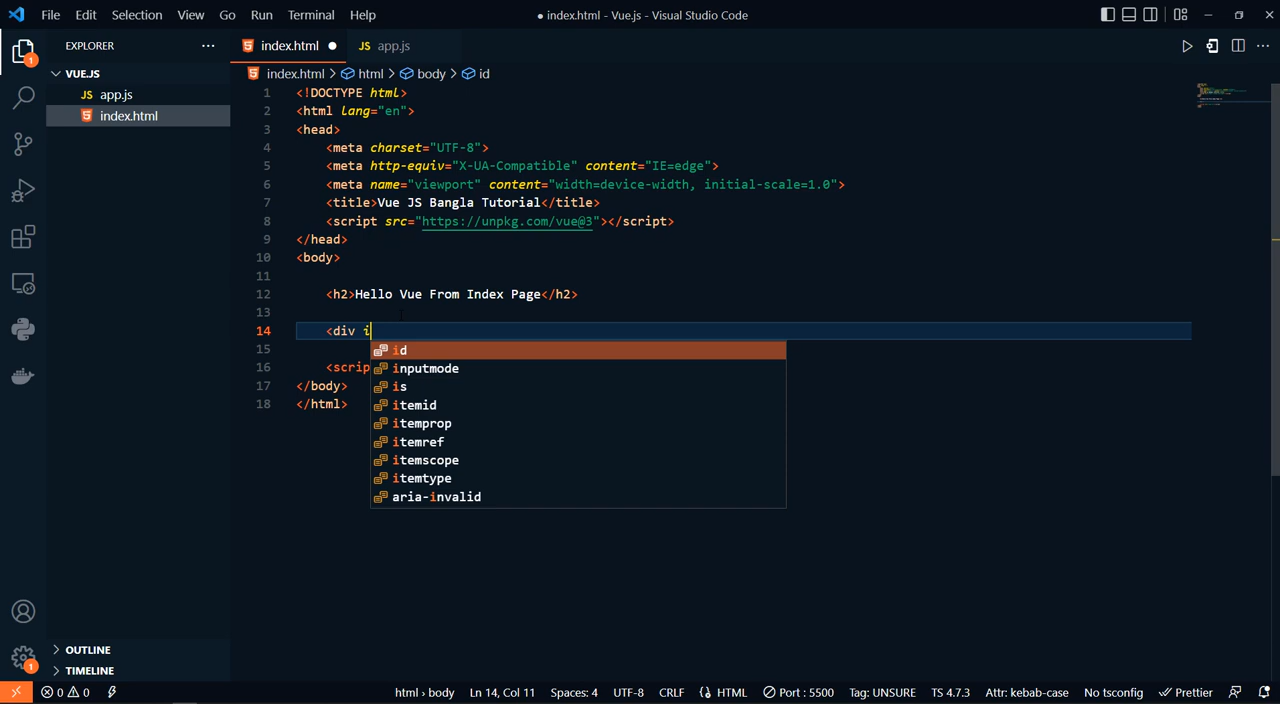 File Edit Selection View Go Run Terminal Help
● index.html - Vue.js - Visual Studio Code
EXPLORER
VUE.JS
JS app.js
index.html
1
1
index.html ●
JS app.js
index.html > html > body > id
1 <!DOCTYPE html>
2 <html lang="en">
3 <head>
4 <meta charset="UTF-8">
5 <meta http-equiv="X-UA-Compatible" content="IE=edge">
6 <meta name="viewport" content="width=device-width, initial-scale=1.0">
7 <title>Vue JS Bangla Tutorial</title>
8 <script src="https://unpkg.com/vue@3"></script>
9 </head>
10 <body>
11
12 <h2>Hello Vue From Index Page</h2>
13
14 <div i
15
16 <scrip
17 </body>
18 </html>
id
inputmode
is
itemid
itemprop
itemref
itemscope
itemtype
aria-invalid
OUTLINE
TIMELINE
0 0
html › body
Ln 14, Col 11
Spaces: 4
UTF-8
CRLF
HTML
Port : 5500
Tag: UNSURE
TS 4.7.3
Attr: kebab-case
No tsconfig
Prettier